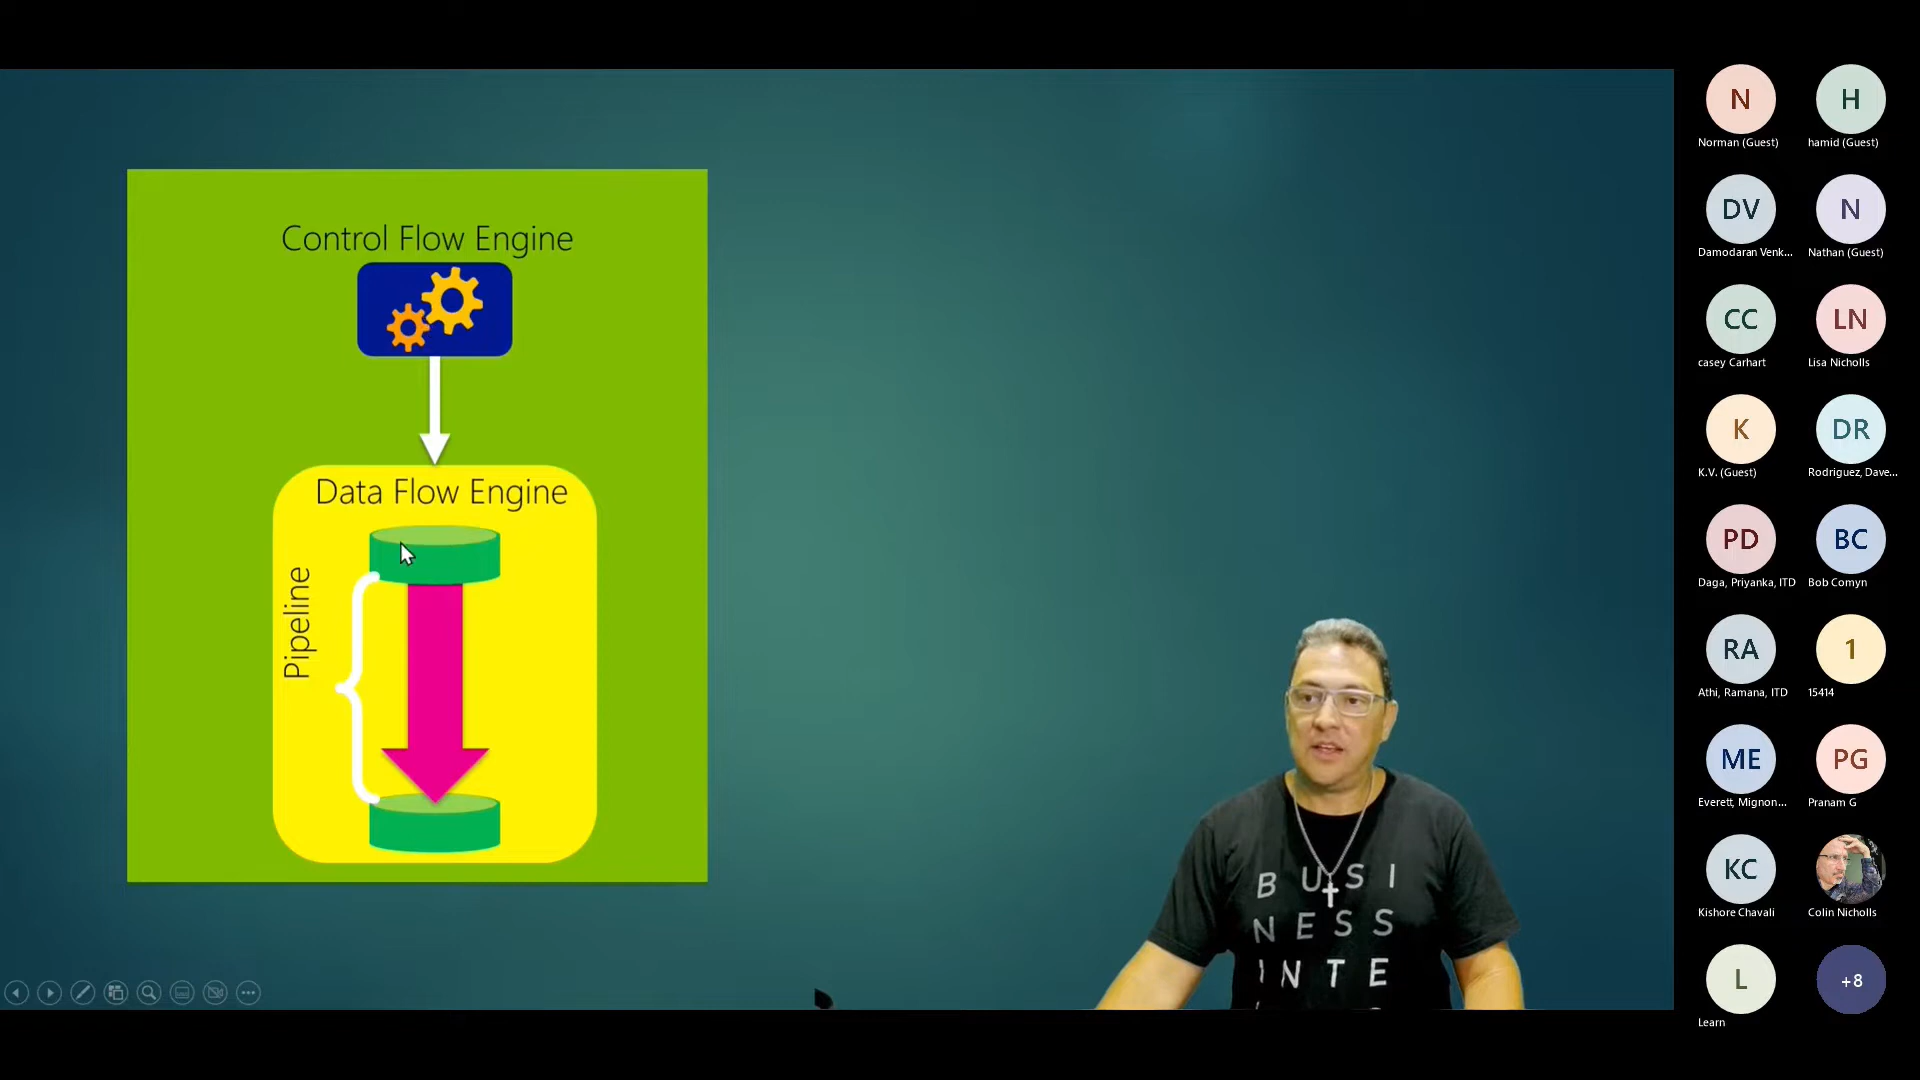 Control Flow Engine
Data Flow Engine
Pipeline
B U S I
N E S S
I N T E
N
Norman (Guest)
H
hamid (Guest)
DV
Damodaran Venk...
N
Nathan (Guest)
CC
casey Carhart
LN
Lisa Nicholls
K
K.V. (Guest)
DR
Rodriguez, Dave...
PD
Daga, Priyanka, ITD
BC
Bob Comyn
RA
Athi, Ramana, ITD
1
15414
ME
Everett, Mignon...
PG
Pranam G
KC
Kishore Chavali
Colin Nicholls
L
Learn
+8